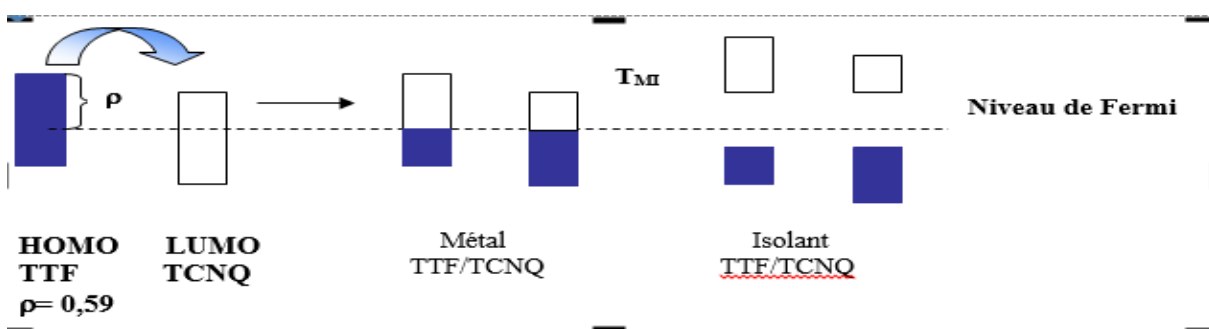 ρ
T_MI
Niveau de Fermi
HOMO
TTF
ρ= 0,59
LUMO
TCNQ
Métal
TTF/TCNQ
Isolant
TTF/TCNQ